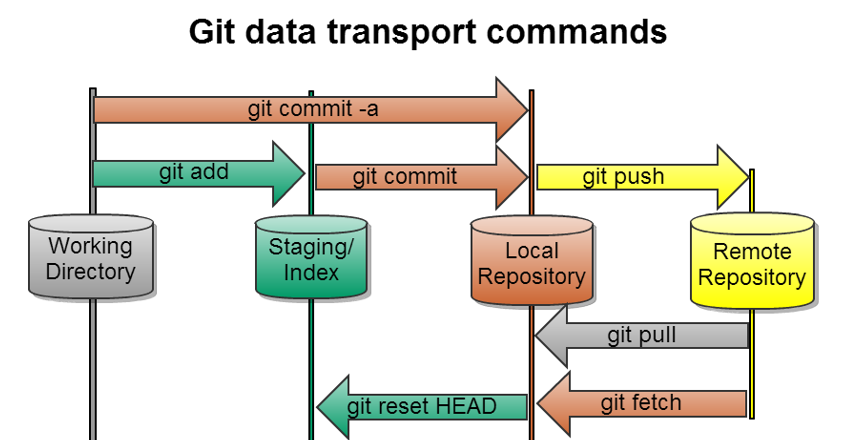 Git data transport commands
git commit -a
git add
git commit
git push
Working
Directory
Staging/
Index
Local
Repository
Remote
Repository
git pull
git reset HEAD
git fetch